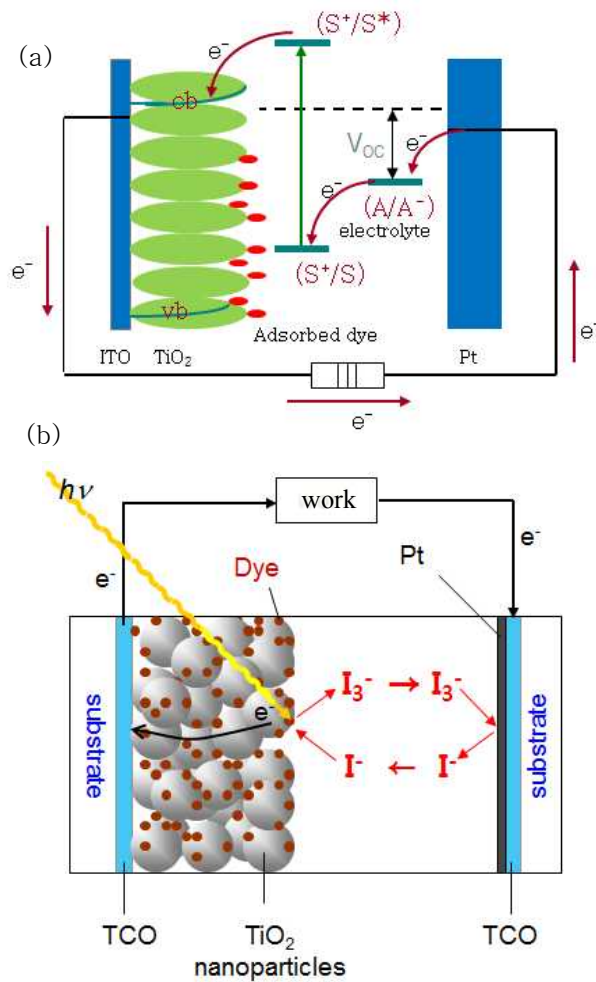 (a)
(S⁺/S*)
e⁻
cb
V_OC
e⁻
e⁻
(A/A⁻)
electrolyte
(S⁺/S)
e⁻
e⁻
vb
Adsorbed dye
ITO TiO₂ Pt
e⁻
(b)
hν
work
e⁻
Dye
Pt
e⁻
I₃⁻ → I₃⁻
e⁻
I⁻ ← I⁻
substrate
substrate
TCO TiO₂ TCO
nanoparticles